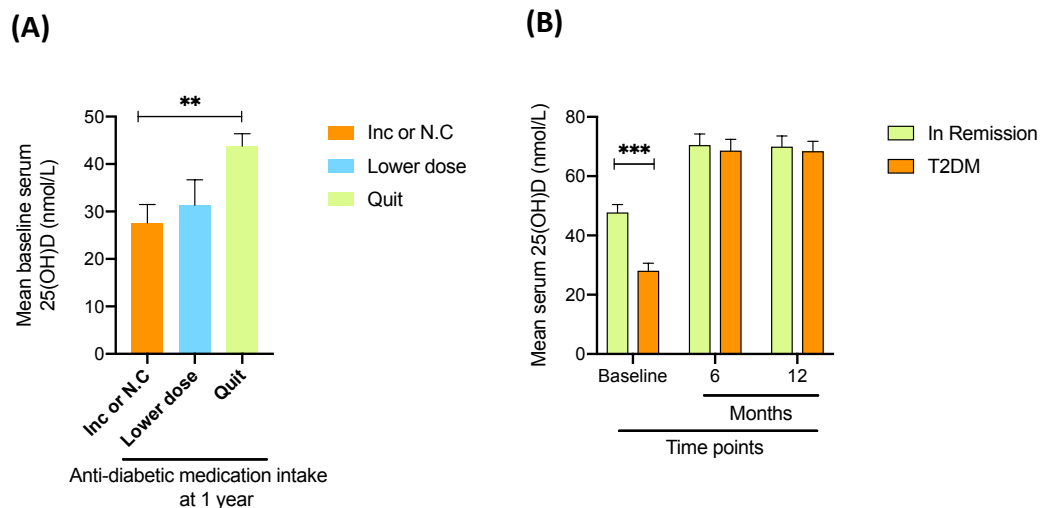 (A)
**
50
40
30
20
10
0
Mean baseline serum
25(OH)D (nmol/L)
Inc or N.C
Lower dose
Quit
Anti-diabetic medication intake
at 1 year
Inc or N.C
Lower dose
Quit
(B)
***
80
60
40
20
0
Mean serum 25(OH)D (nmol/L)
Baseline
6
12
Months
Time points
In Remission
T2DM